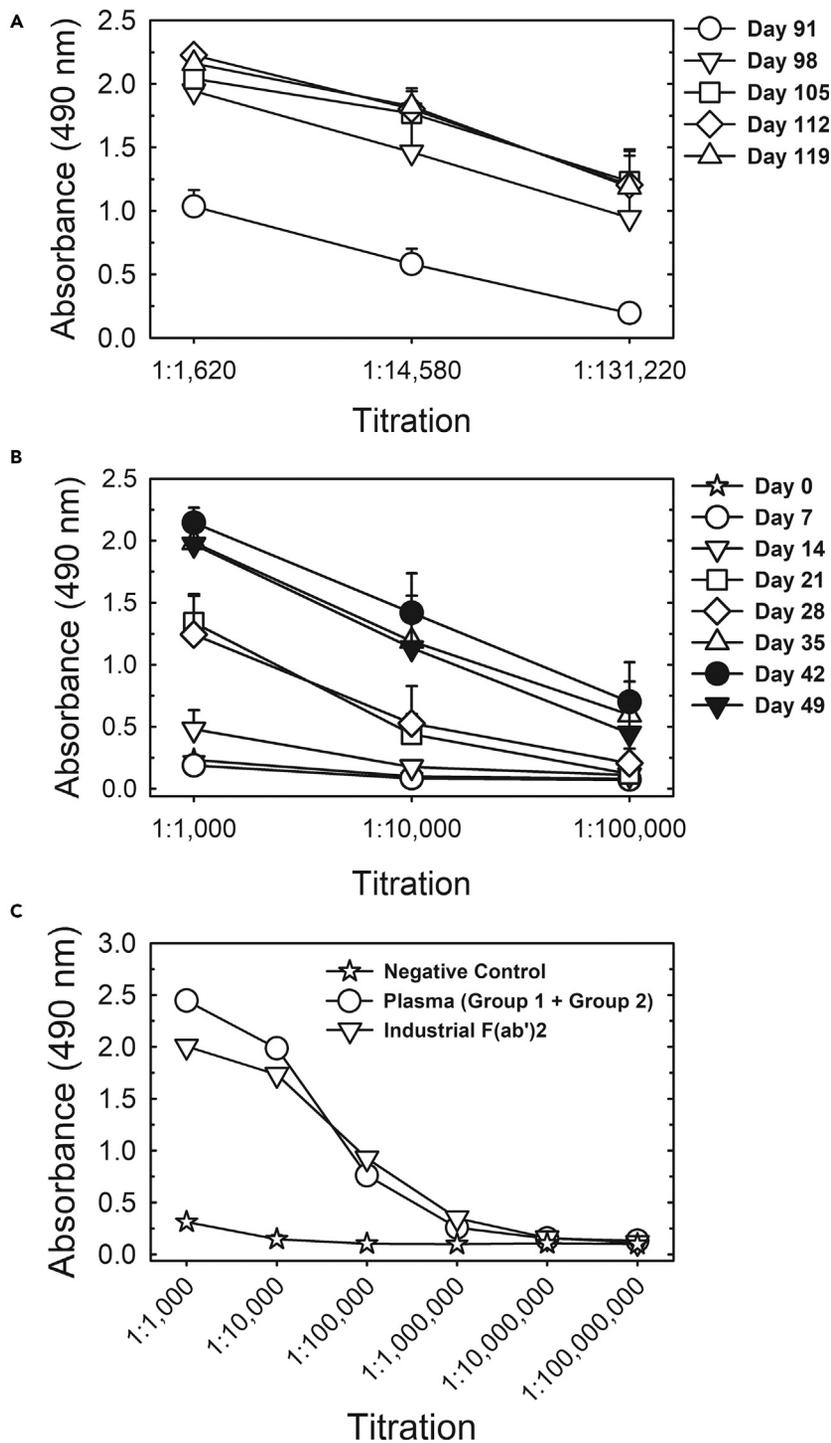 A
Absorbance (490 nm)
2.5
2.0
1.5
1.0
0.5
0.0
1:1,620 1:14,580 1:131,220
Titration
Day 91
Day 98
Day 105
Day 112
Day 119
B
Absorbance (490 nm)
2.5
2.0
1.5
1.0
0.5
0.0
1:1,000 1:10,000 1:100,000
Titration
Day 0
Day 7
Day 14
Day 21
Day 28
Day 35
Day 42
Day 49
C
Absorbance (490 nm)
3.0
2.5
2.0
1.5
1.0
0.5
0.0
Negative Control
Plasma (Group 1 + Group 2)
Industrial F(ab')2
1:1,000
1:10,000
1:100,000
1:1,000,000
1:10,000,000
1:100,000,000
Titration